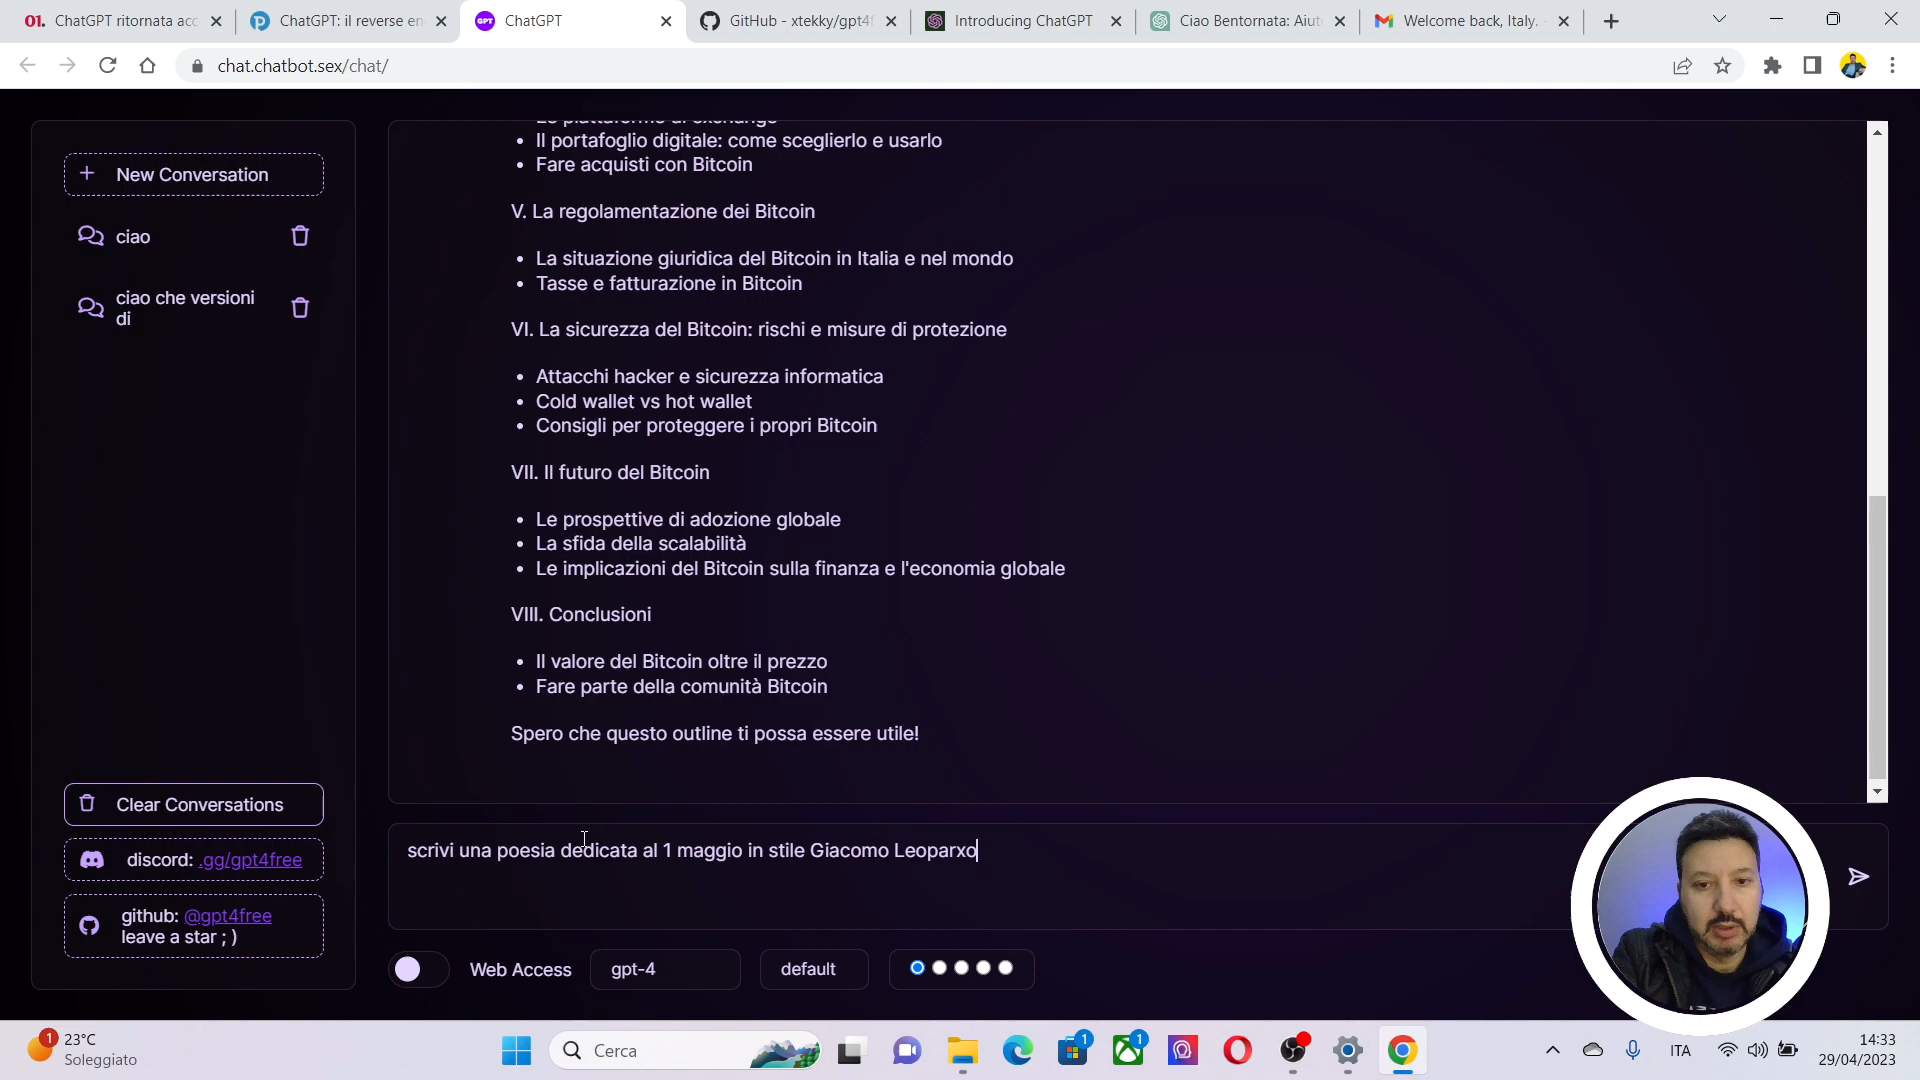 01. ChatGPT ritornata acc
ChatGPT: il reverse en
GPT ChatGPT
GitHub - xtekky/gpt4f
Introducing ChatGPT
Ciao Bentornata: Aiut
Welcome back, Italy. -
chat.chatbot.sex/chat/
New Conversation
ciao
ciao che versioni
di
Clear Conversations
discord: .gg/gpt4free
github: @gpt4free
leave a star ; )
• Il portafoglio digitale: come sceglierlo e usarlo
• Fare acquisti con Bitcoin
V. La regolamentazione dei Bitcoin
• La situazione giuridica del Bitcoin in Italia e nel mondo
• Tasse e fatturazione in Bitcoin
VI. La sicurezza del Bitcoin: rischi e misure di protezione
• Attacchi hacker e sicurezza informatica
• Cold wallet vs hot wallet
• Consigli per proteggere i propri Bitcoin
VII. Il futuro del Bitcoin
• Le prospettive di adozione globale
• La sfida della scalabilità
• Le implicazioni del Bitcoin sulla finanza e l'economia globale
VIII. Conclusioni
• Il valore del Bitcoin oltre il prezzo
• Fare parte della comunità Bitcoin
Spero che questo outline ti possa essere utile!
scrivi una poesia dedicata al 1 maggio in stile Giacomo Leoparxo
Web Access
gpt-4
default
1
23°C
Soleggiato
Cerca
1
1
ITA
14:33
29/04/2023